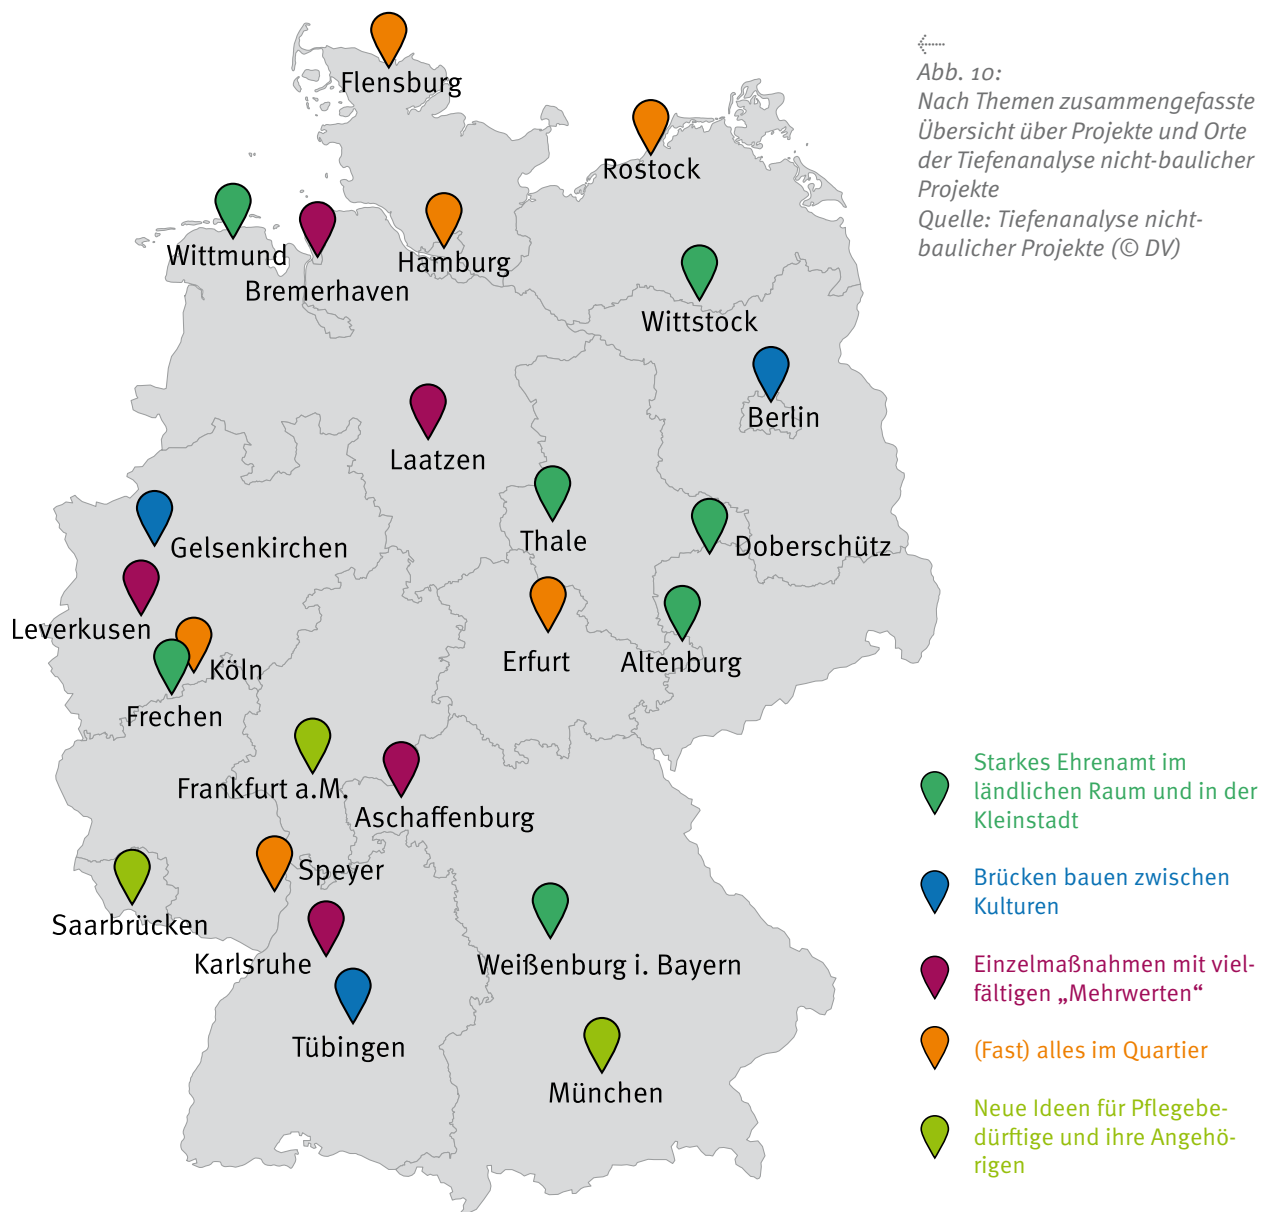 Abb. 10:
Nach Themen zusammengefasste
Übersicht über Projekte und Orte
der Tiefenanalyse nicht-baulicher
Projekte
Quelle: Tiefenanalyse nicht-
baulicher Projekte (© DV)
Flensburg
Rostock
Wittmund
Hamburg
Bremerhaven
Wittstock
Berlin
Laatzen
Thale
Gelsenkirchen
Doberschütz
Leverkusen
Köln
Erfurt
Altenburg
Frechen
Frankfurt a.M.
Aschaffenburg
Speyer
Saarbrücken
Karlsruhe
Weißenburg i. Bayern
Tübingen
München
Starkes Ehrenamt im
ländlichen Raum und in der
Kleinstadt
Brücken bauen zwischen
Kulturen
Einzelmaßnahmen mit viel-
fältigen „Mehrwerten“
(Fast) alles im Quartier
Neue Ideen für Pflegebe-
dürftige und ihre Angehö-
rigen